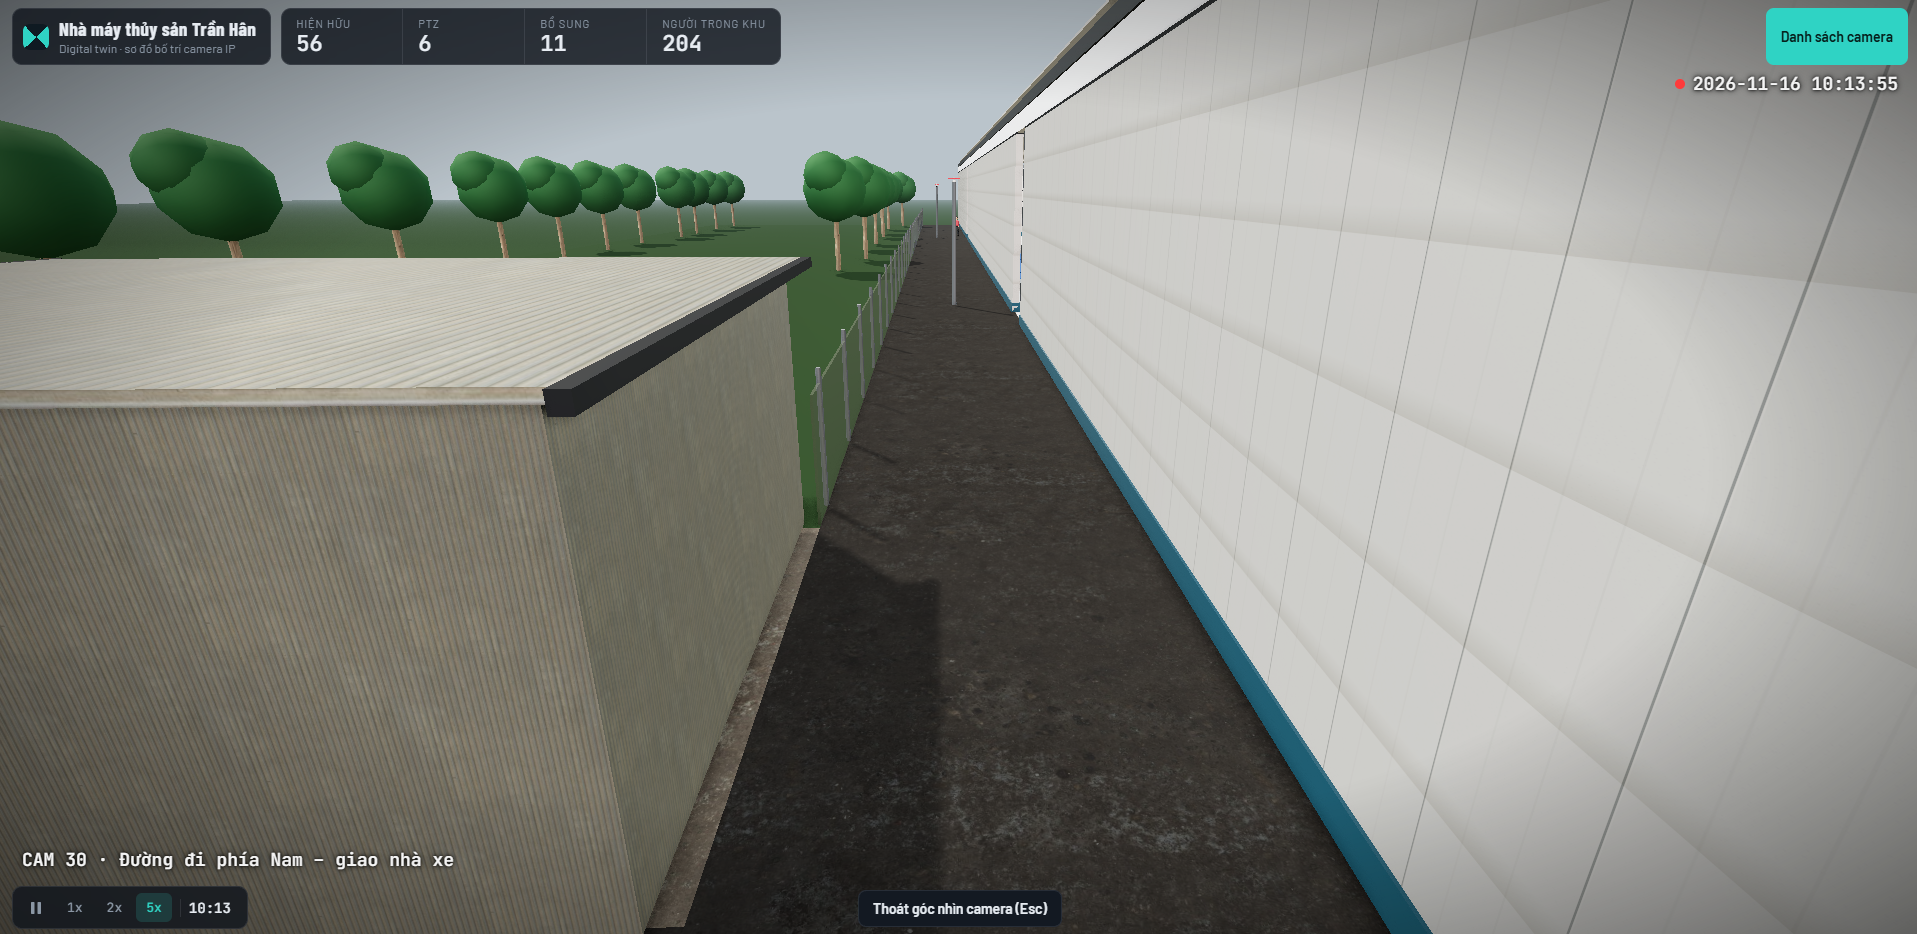 Nhà máy thủy sản Trần Hân
Digital twin · sơ đồ bố trí camera IP
HIỆN HỮU
56
PTZ
6
BỔ SUNG
11
NGƯỜI TRONG KHU
204
Danh sách camera
2026-11-16 10:13:55
CAM 30 · Đường đi phía Nam – giao nhà xe
1x 2x 5x 10:13
Thoát góc nhìn camera (Esc)